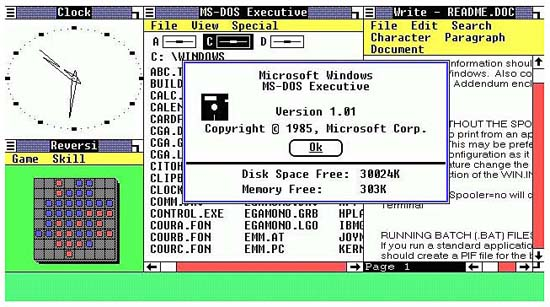 Clock
Reversi
Game Skill
MS-DOS Executive
File View Special
A C D
C: \WINDOWS
ABC.T
BUILD
CALC.
CALEN
CARDF
CGA.D
CGA.G
CGA.L
CITOH
CLIPB
CLOCK
COMM.
CONTROL.EXE EGAMONO.GRB HPLA
COURA.FON EGAMONO.LGO IBMG
COURB.FON EMM.AT JOYN
COURC.FON EMM.PC KERN
Microsoft Windows
MS-DOS Executive
Version 1.01
Copyright © 1985, Microsoft Corp.
Ok
Disk Space Free: 30024K
Memory Free: 303K
Write - README.DOC
File Edit Search
Character Paragraph
Document
nformation shoul
Windows. Also co
Addendum encl
THOUT THE SPO
o print from an ap
This may be prefe
onfiguration as it
ature change the
ction of the WIN.IN
Spooler=no will d
Terminal
RUNNING BATCH (.BAT) FILES
If you run a standard applicatio
should create a PIF file for the b
Page 1